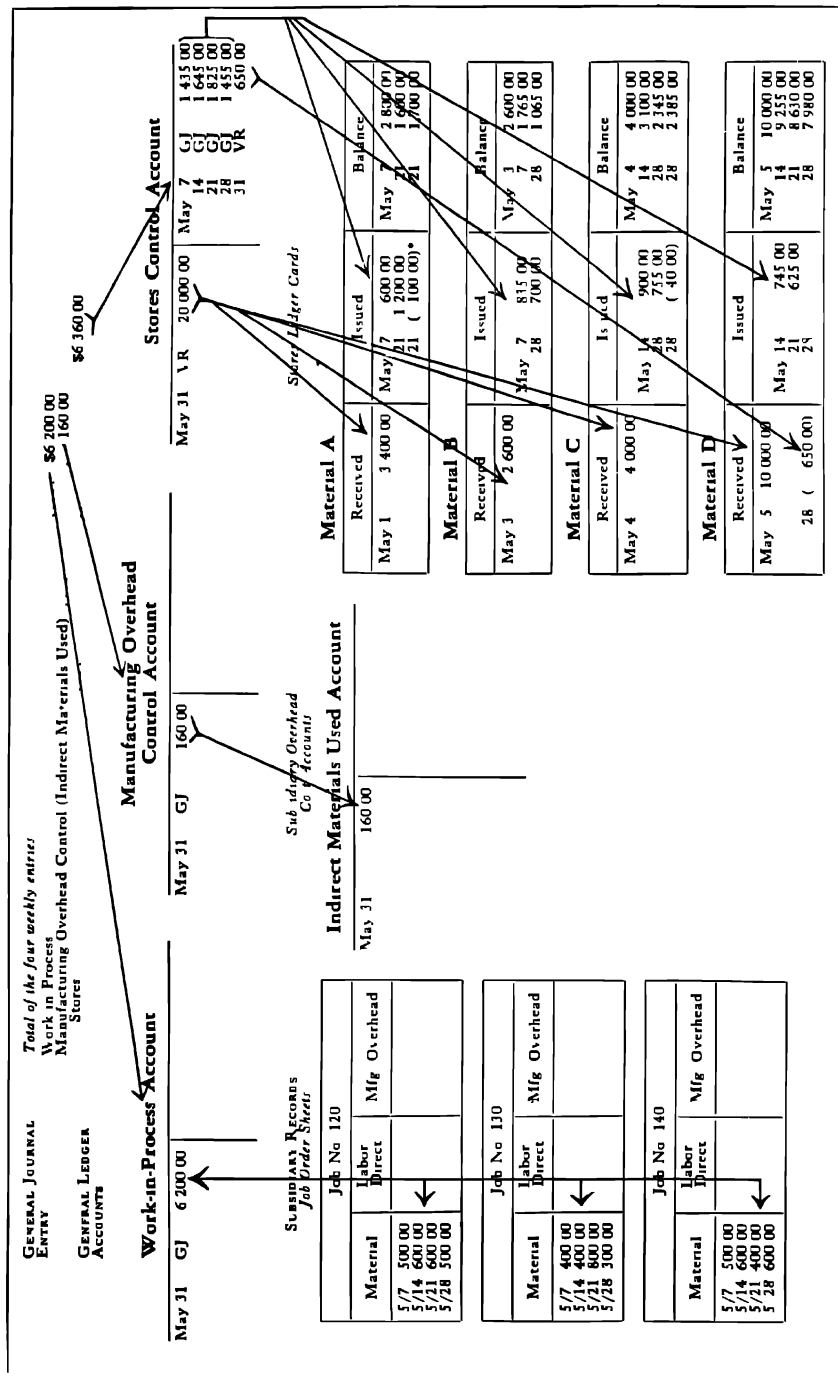 GENERAL JOURNAL
ENTRY
Total of the four weekly entries
Work in Process $6 200 00
Manufacturing Overhead Control (Indirect Materials Used) 160 00
Stores $6 360 00
GENERAL LEDGER
ACCOUNTS
Work-in-Process Account
May 31 GJ 6 200 00
Manufacturing Overhead
Control Account
May 31 GJ 160 00
Stores Control Account
May 31 VR 20 000 00 May 7 GJ 1 435 00
14 GJ 1 645 00
21 GJ 1 825 00
28 GJ 1 455 00
31 VR 650 00
SUBSIDIARY RECORDS
Job Order Sheets
Job No 120
Material Labor Direct Mfg Overhead
5/7 500 00
5/14 600 00
5/21 600 00
5/28 500 00
Job No 130
Material Labor Direct Mfg Overhead
5/7 400 00
5/14 400 00
5/21 800 00
5/28 300 00
Job No 140
Material Labor Direct Mfg Overhead
5/7 500 00
5/14 600 00
5/21 400 00
5 28 600 00
Subsidiary Overhead
Cost Accounts
Indirect Materials Used Account
May 31 160 00
Stores Ledger Cards
Material A
Received Issued Balance
May 1 3 400 00 May 7 600 00 May 7 2 800 00
21 1 200 00 21 1 600 00
21 ( 100 00)* 21 1,700 00
Material B
Received Issued Balance
May 3 2 600 00 May 7 835 00 May 3 2 600 00
28 700 00 7 1 765 00
28 1 065 00
Material C
Received Issued Balance
May 4 4 000 00 May 14 900 00 May 4 4 000 00
28 755 00 14 3 100 00
28 ( 40 00) 28 2 345 00
28 2 385 00
Material D
Received Issued Balance
May 5 10 000 00 May 14 745 00 May 5 10 000 00
21 625 00 14 9 255 00
28 ( 650 00) 28 21 8 630 00
28 7 980 00